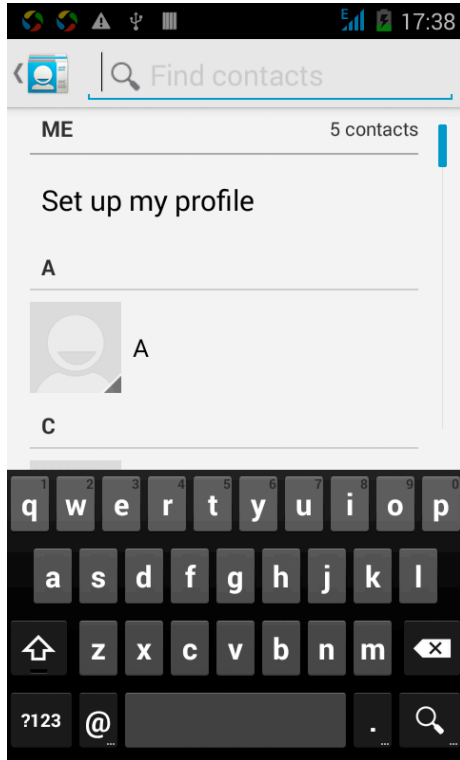 E 17:38
Find contacts
ME 5 contacts
Set up my profile
A
A
C
1 2 3 4 5 6 7 8 9 0
q w e r t y u i o p
a s d f g h j k l
z x c v b n m
?123 @ ... . ... ...